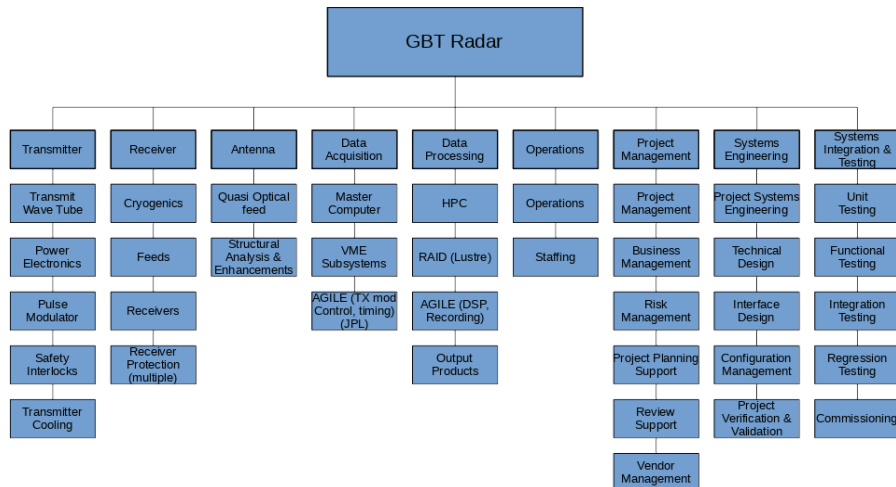 GBT Radar
Transmitter
Transmit
Wave Tube
Power
Electronics
Pulse
Modulator
Safety
Interlocks
Transmitter
Cooling
Receiver
Cryogenics
Feeds
Receivers
Receiver
Protection
(multiple)
Antenna
Quasi Optical
feed
Structural
Analysis &
Enhancements
Data
Acquisition
Master
Computer
VME
Subsystems
AGILE (TX mod
Control, timing)
(JPL)
Data
Processing
HPC
RAID (Lustre)
AGILE (DSP,
Recording)
Output
Products
Operations
Operations
Staffing
Project
Management
Project
Management
Business
Management
Risk
Management
Project Planning
Support
Review
Support
Vendor
Management
Systems
Engineering
Project Systems
Engineering
Technical
Design
Interface
Design
Configuration
Management
Project
Verification &
Validation
Systems
Integration &
Testing
Unit
Testing
Functional
Testing
Integration
Testing
Regression
Testing
Commissioning